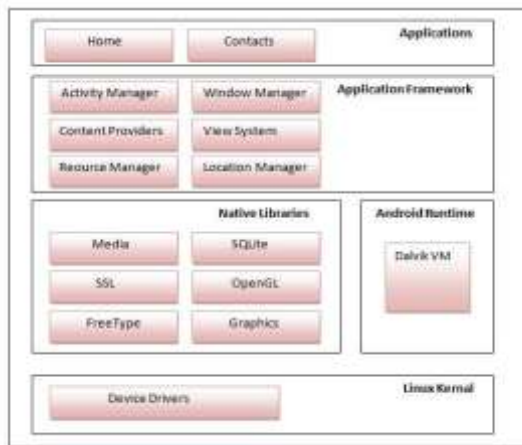 Applications
Home
Contacts
Application Framework
Activity Manager
Window Manager
Content Providers
View System
Reource Manager
Location Manager
Native Libraries
Media
SQLite
SSL
OpenGL
FreeType
Graphics
Android Runtime
Dalvik VM
Linux Kernal
Device Drivers